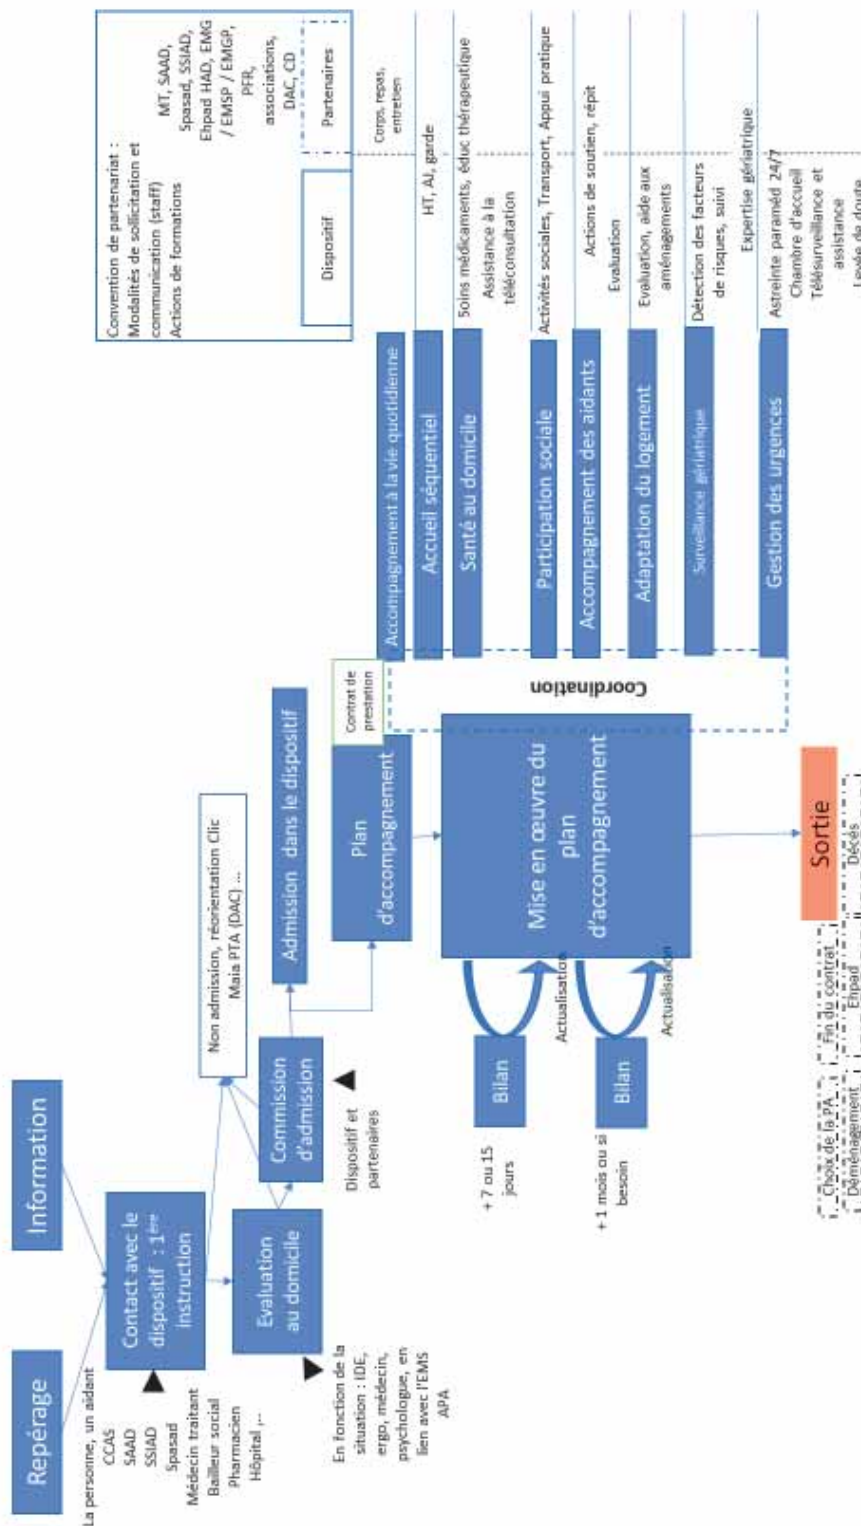 Repérage
Information
La personne, un aidant
CCAS
SAAD
SSIAD
Spasad
Médecin traitant
Bailleur social
Pharmacien
Hôpital ,..
Contact avec le
dispositif : 1ère
instruction
Evaluation
au domicile
En fonction de la
situation : IDE,
ergo, médecin,
psychologue, en
lien avec l'EMS
APA
Non admission, réorientation Clic
Maia PTA (DAC) ...
Commission
d'admission
Dispositif et
partenaires
Admission dans le dispositif
Plan
d'accompagnement
Contrat de
prestation
Mise en œuvre du
plan
d'accompagnement
Bilan
+ 7 ou 15
jours
Actualisation
Bilan
+ 1 mois ou si
besoin
Actualisation
Coordination
Sortie
Choix de la PA
Fin du contrat
Déménagement
Ehpad
Décès
Convention de partenariat :
Modalités de sollicitation et
communication (staff)
Actions de formations
MT, SAAD,
Spasad, SSIAD,
Ehpad HAD, EMG
/ EMSP / EMGP,
PFR,
associations,
DAC, CD
Dispositif
Partenaires
Accompagnement à la vie quotidienne
Corps, repas,
entretien
Accueil séquentiel
HT, AJ, garde
Santé au domicile
Soins médicaments, éduc thérapeutique
Assistance à la
téléconsultation
Participation sociale
Activités sociales, Transport, Appui pratique
Accompagnement des aidants
Actions de soutien, répit
Evaluation
Adaptation du logement
Evaluation, aide aux
aménagements
Surveillance gériatrique
Détection des facteurs
de risques, suivi
Expertise gériatrique
Gestion des urgences
Astreinte paraméd 24/7
Chambre d'accueil
Télésurveillance et
assistance
Levée de doute